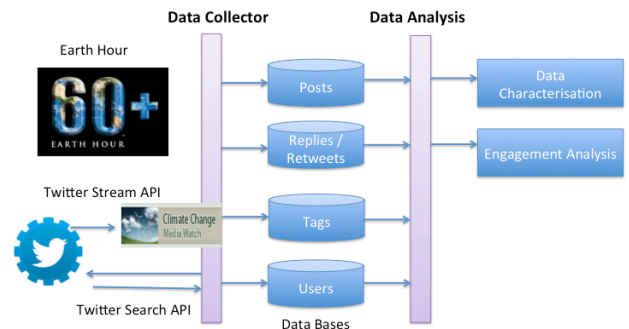 Data Collector
Data Analysis
Earth Hour
60+
EARTH HOUR
Posts
Data
Characterisation
Replies /
Retweets
Engagement Analysis
Twitter Stream API
Climate Change
Media Watch
Tags
Users
Twitter Search API
Data Bases